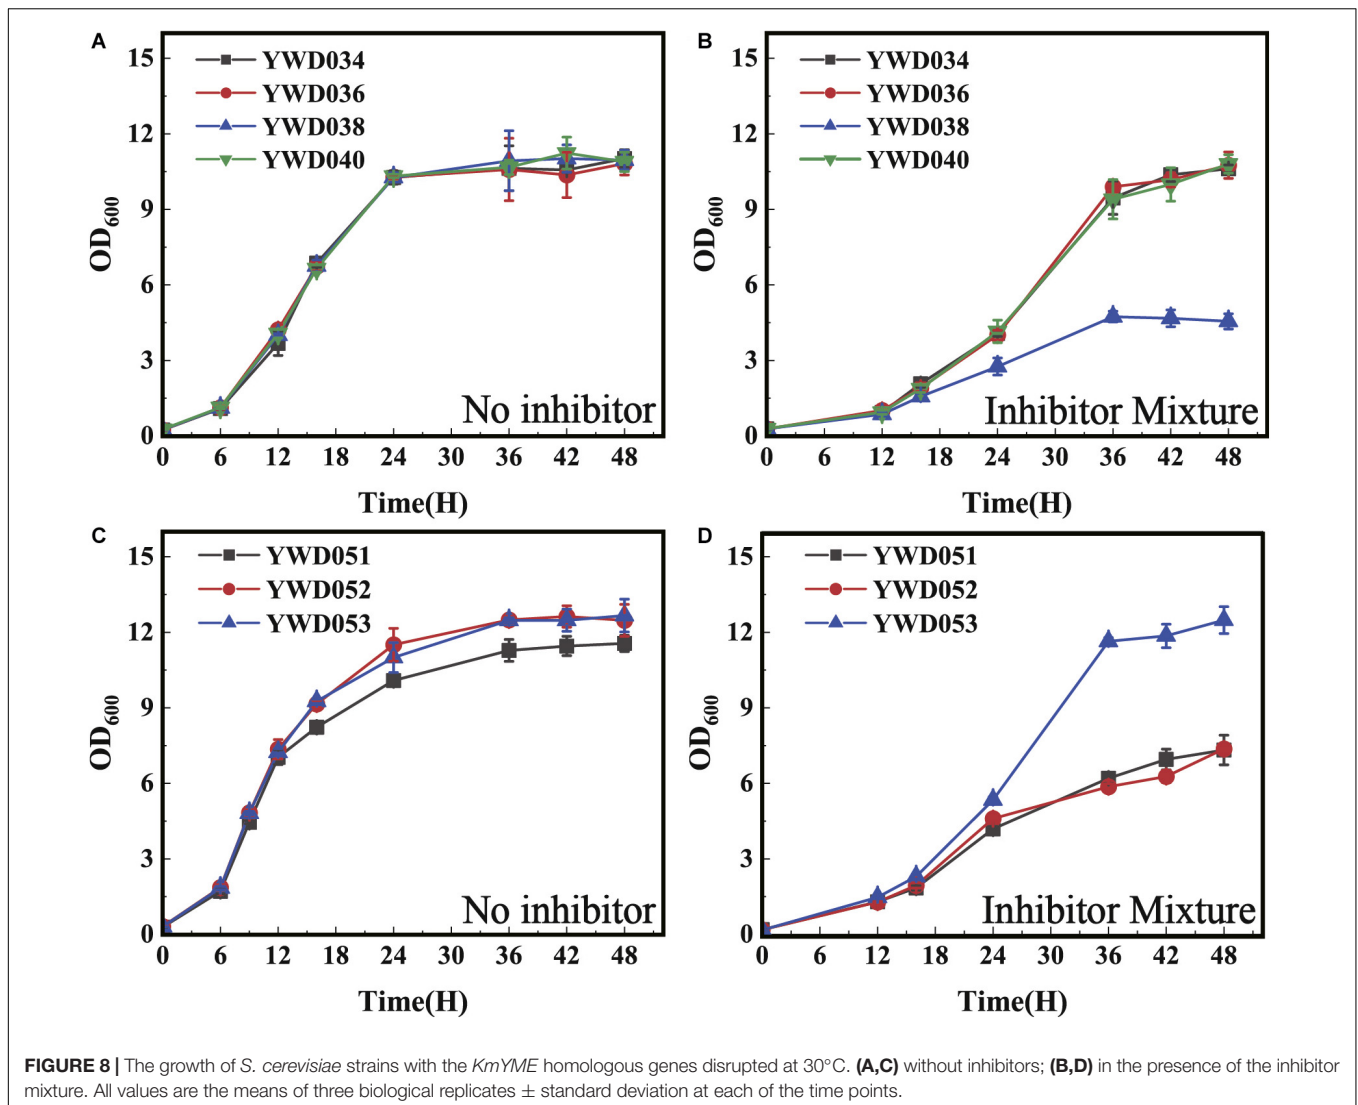 A
YWD034
YWD036
YWD038
YWD040
15
12
9
6
3
0
OD600
No inhibitor
0 6 12 18 24 30 36 42 48
Time(H)
B
YWD034
YWD036
YWD038
YWD040
15
12
9
6
3
0
OD600
Inhibitor Mixture
0 6 12 18 24 30 36 42 48
Time(H)
C
YWD051
YWD052
YWD053
15
12
9
6
3
0
OD600
No inhibitor
0 6 12 18 24 30 36 42 48
Time(H)
D
YWD051
YWD052
YWD053
15
12
9
6
3
0
OD600
Inhibitor Mixture
0 6 12 18 24 30 36 42 48
Time(H)
FIGURE 8 | The growth of S. cerevisiae strains with the KmYME homologous genes disrupted at 30°C. (A,C) without inhibitors; (B,D) in the presence of the inhibitor
mixture. All values are the means of three biological replicates ± standard deviation at each of the time points.